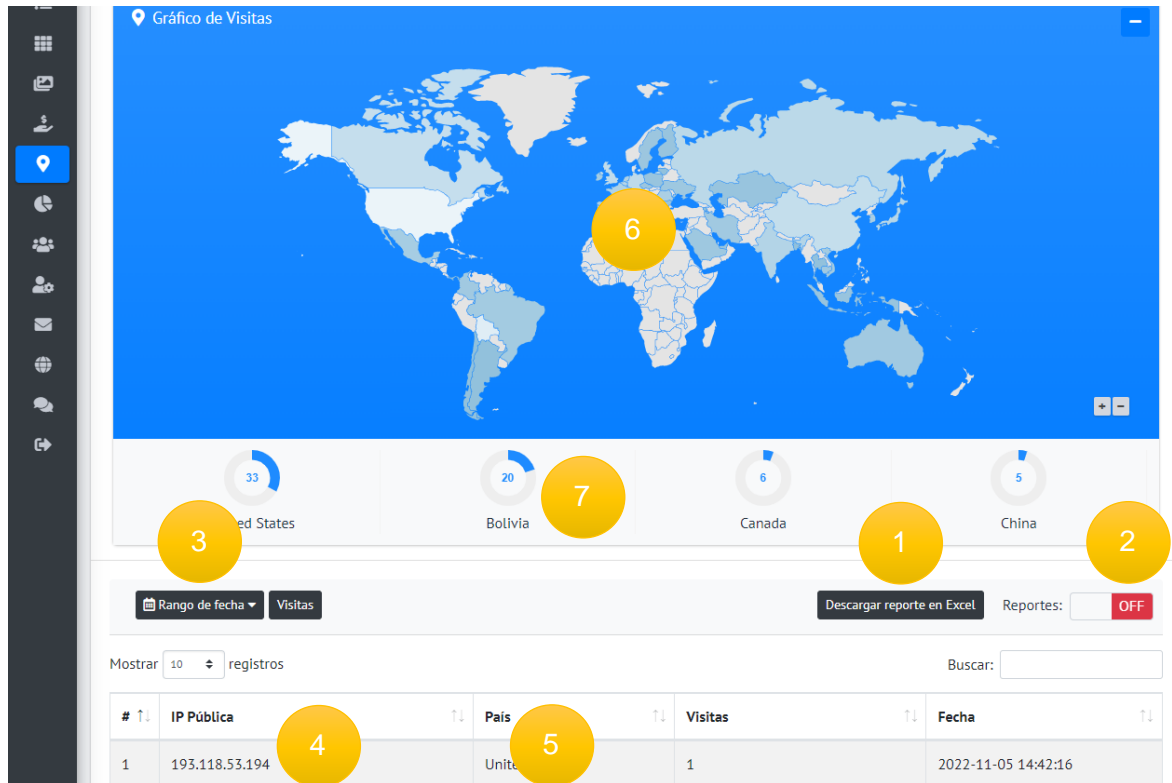 Gráfico de Visitas
6
33
20
6
5
7
ed States
Bolivia
Canada
China
3
1
2
Rango de fecha
Visitas
Descargar reporte en Excel
Reportes:
OFF
Mostrar 10 registros
Buscar:
# IP Pública País Visitas Fecha
4
5
1 193.118.53.194 Unite 1 2022-11-05 14:42:16